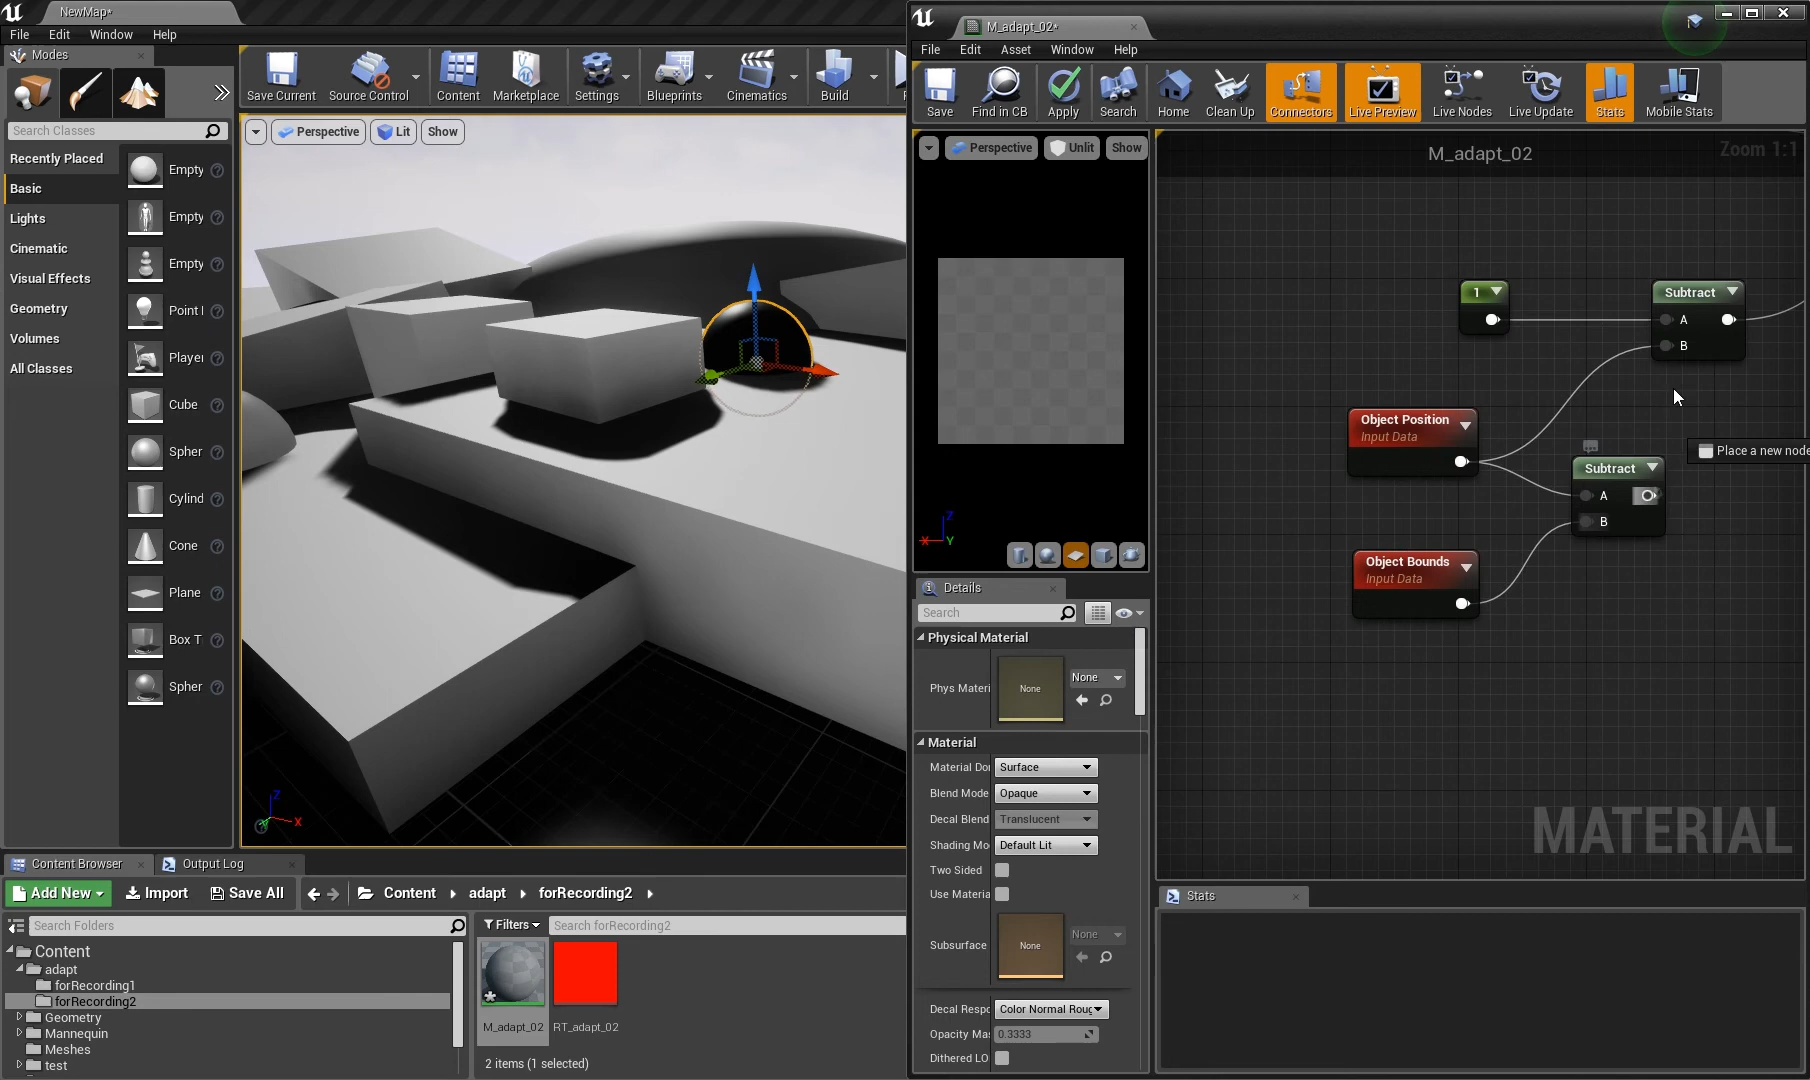 NewMap*
File Edit Window Help
Modes
Search Classes
Recently Placed
Basic
Lights
Cinematic
Visual Effects
Geometry
Volumes
All Classes
Empty
Empty
Empty
Point
Player
Cube
Spher
Cylind
Cone
Plane
Box T
Spher
Save Current
Source Control
Content
Marketplace
Settings
Blueprints
Cinematics
Build
Perspective
Lit
Show
Z
X
Y
Content Browser
Output Log
Add New
Import
Save All
Content
adapt
forRecording2
Search Folders
Content
adapt
forRecording1
forRecording2
Geometry
Mannequin
Meshes
test
Filters
Search forRecording2
M_adapt_02
RT_adapt_02
2 items (1 selected)
M_adapt_02*
File Edit Asset Window Help
Save
Find in CB
Apply
Search
Home
Clean Up
Connectors
Live Preview
Live Nodes
Live Update
Stats
Mobile Stats
Perspective
Unlit
Show
Z
X
Y
Details
Search
Physical Material
Phys Materi
None
None
Material
Material Do
Surface
Blend Mode
Opaque
Decal Blend
Translucent
Shading Mo
Default Lit
Two Sided
Use Materia
Subsurface
None
None
Decal Respo
Color Normal Roug
Opacity Mas
0.3333
Dithered LO
M_adapt_02
Zoom 1:1
1
Subtract
A
B
Object Position
Input Data
Subtract
A
B
Object Bounds
Input Data
Place a new node
MATERIAL
Stats